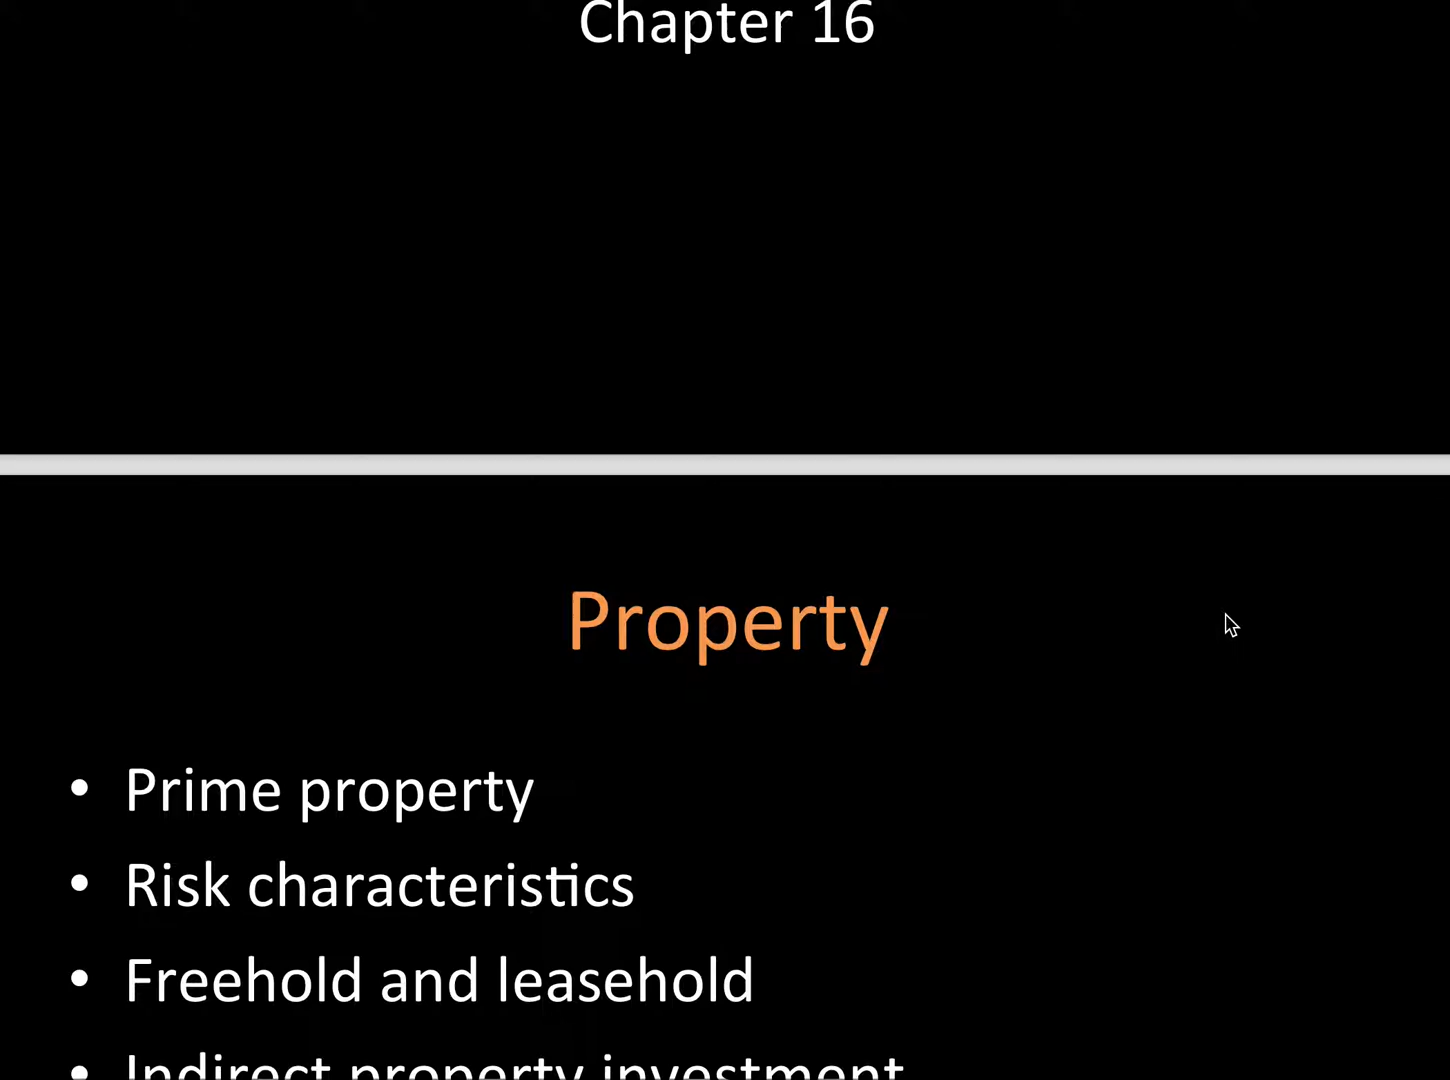 Chapter 16
Property
• Prime property
• Risk characteristics
• Freehold and leasehold
• Indirect property investment